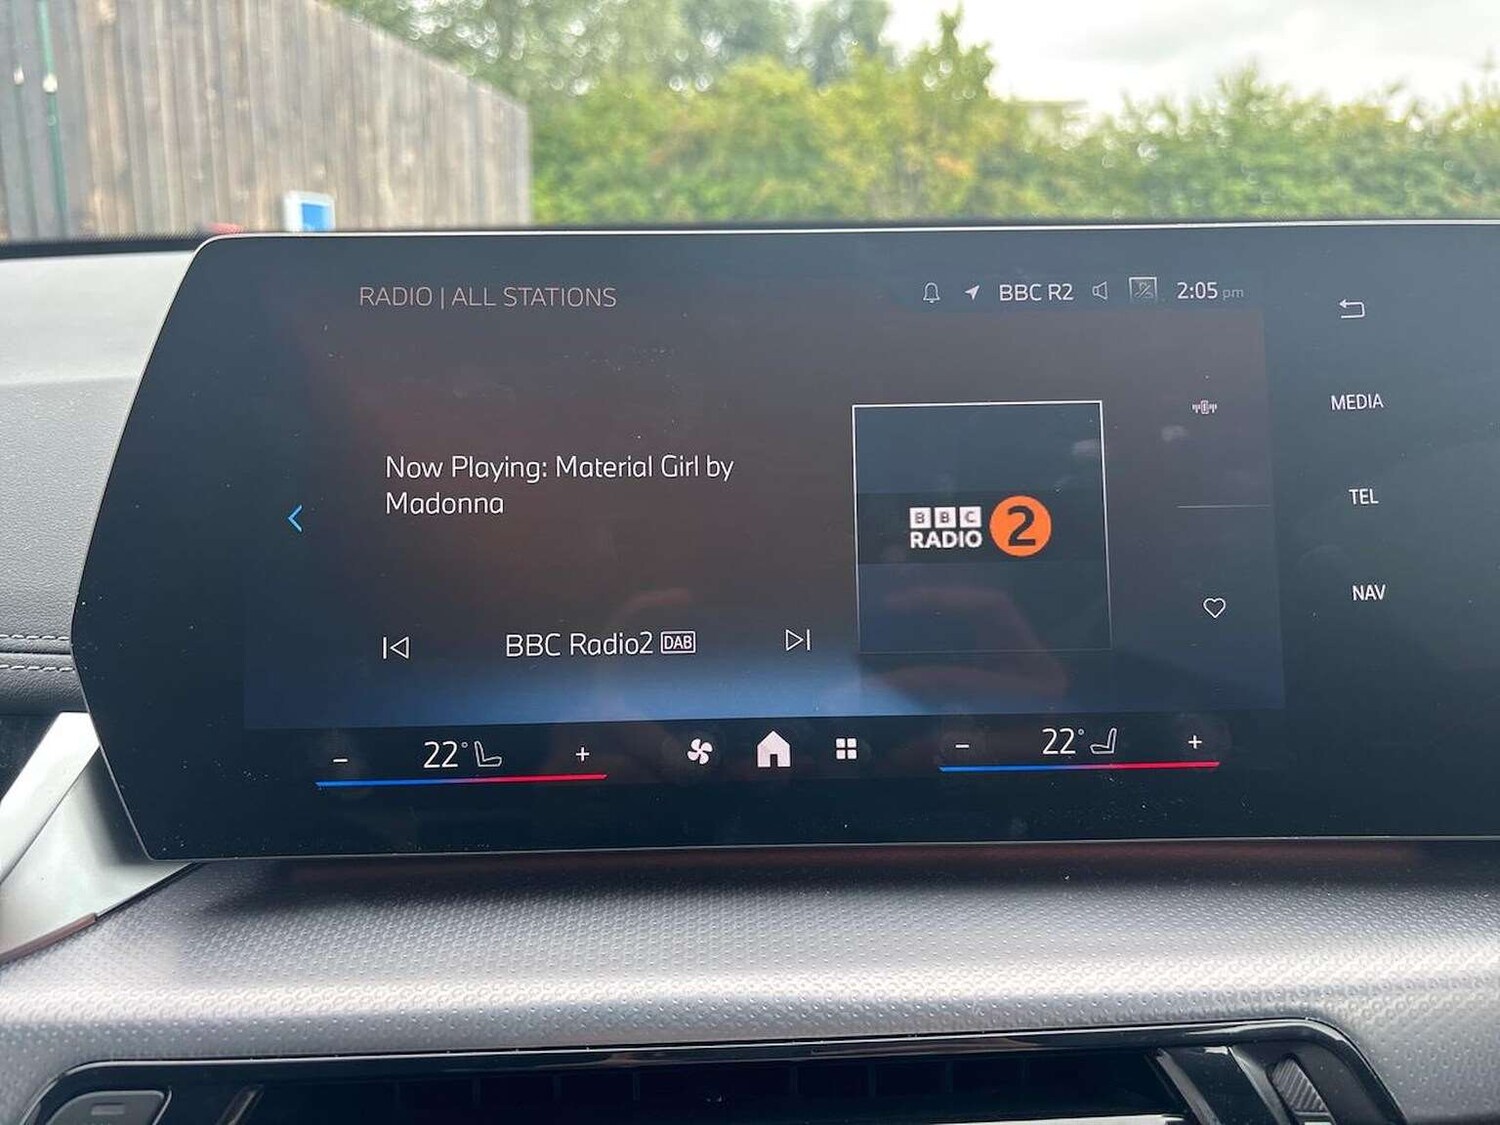 RADIO | ALL STATIONS
BBC R2
2:05 pm
MEDIA
Now Playing: Material Girl by
Madonna
BBC
RADIO 2
TEL
NAV
BBC Radio2 DAB
− 22° +
− 22° +